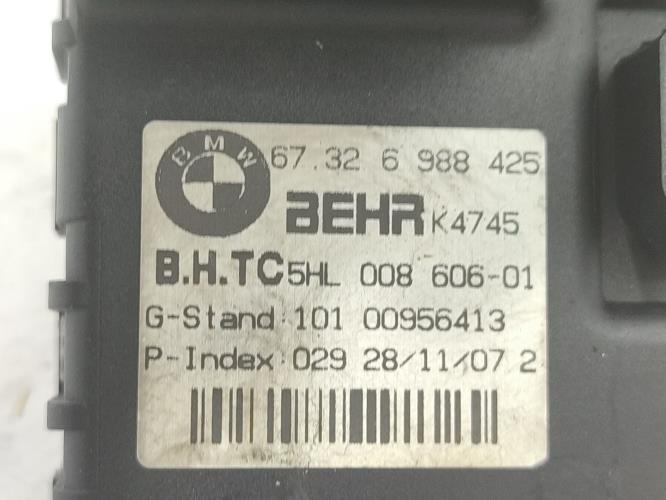 BMW 67.32 6 988 425
BEHR K4745
B.H.TC 5HL 008 606-01
G-Stand:101 00956413
P-Index:029 28/11/07 2